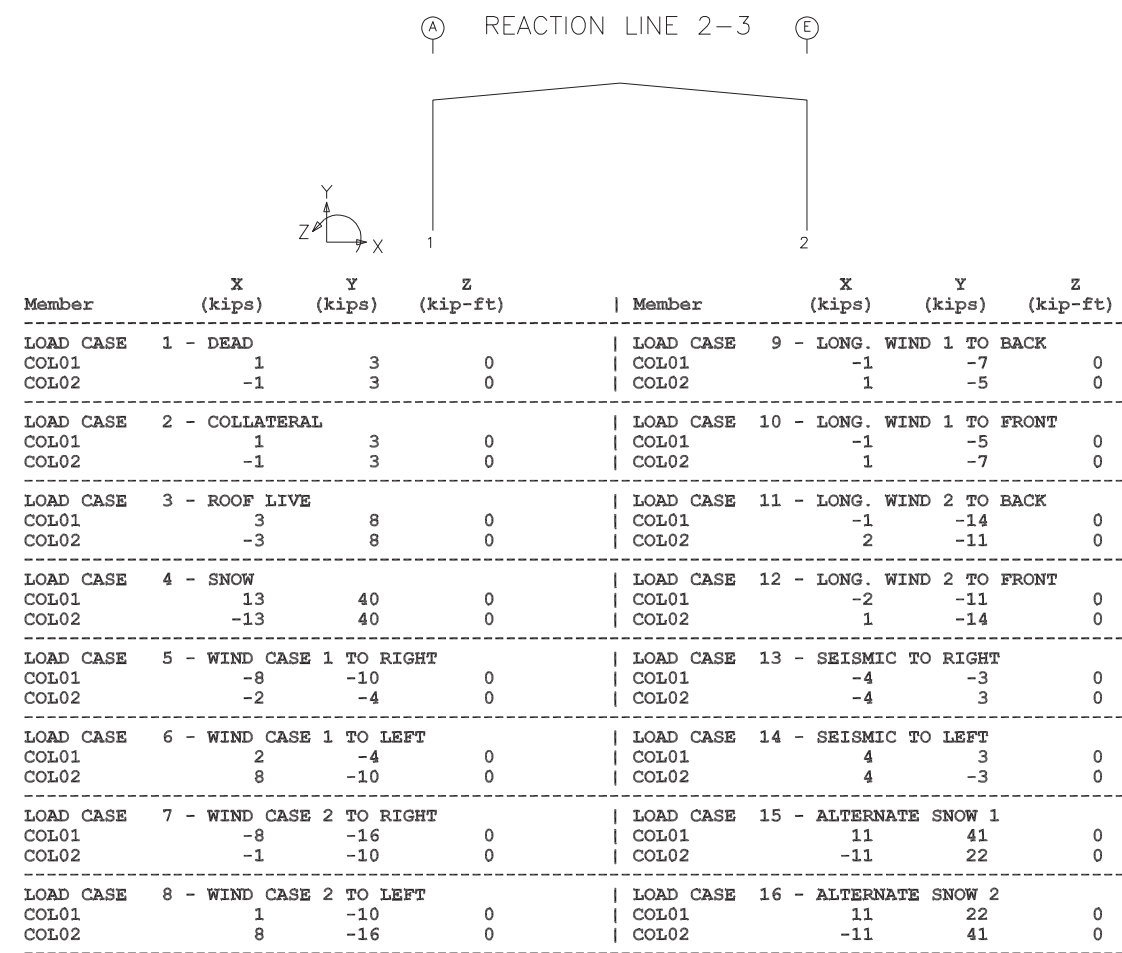 A REACTION LINE 2-3 E
Y
Z X 1 2
X Y Z | X Y Z
Member (kips) (kips) (kip-ft) | Member (kips) (kips) (kip-ft)
LOAD CASE 1 - DEAD | LOAD CASE 9 - LONG. WIND 1 TO BACK
COL01 1 3 0 | COL01 -1 -7 0
COL02 -1 3 0 | COL02 1 -5 0
LOAD CASE 2 - COLLATERAL | LOAD CASE 10 - LONG. WIND 1 TO FRONT
COL01 1 3 0 | COL01 -1 -5 0
COL02 -1 3 0 | COL02 1 -7 0
LOAD CASE 3 - ROOF LIVE | LOAD CASE 11 - LONG. WIND 2 TO BACK
COL01 3 8 0 | COL01 -1 -14 0
COL02 -3 8 0 | COL02 2 -11 0
LOAD CASE 4 - SNOW | LOAD CASE 12 - LONG. WIND 2 TO FRONT
COL01 13 40 0 | COL01 -2 -11 0
COL02 -13 40 0 | COL02 1 -14 0
LOAD CASE 5 - WIND CASE 1 TO RIGHT | LOAD CASE 13 - SEISMIC TO RIGHT
COL01 -8 -10 0 | COL01 -4 -3 0
COL02 -2 -4 0 | COL02 -4 3 0
LOAD CASE 6 - WIND CASE 1 TO LEFT | LOAD CASE 14 - SEISMIC TO LEFT
COL01 2 -4 0 | COL01 4 3 0
COL02 8 -10 0 | COL02 4 -3 0
LOAD CASE 7 - WIND CASE 2 TO RIGHT | LOAD CASE 15 - ALTERNATE SNOW 1
COL01 -8 -16 0 | COL01 11 41 0
COL02 -1 -10 0 | COL02 -11 22 0
LOAD CASE 8 - WIND CASE 2 TO LEFT | LOAD CASE 16 - ALTERNATE SNOW 2
COL01 1 -10 0 | COL01 11 22 0
COL02 8 -16 0 | COL02 -11 41 0